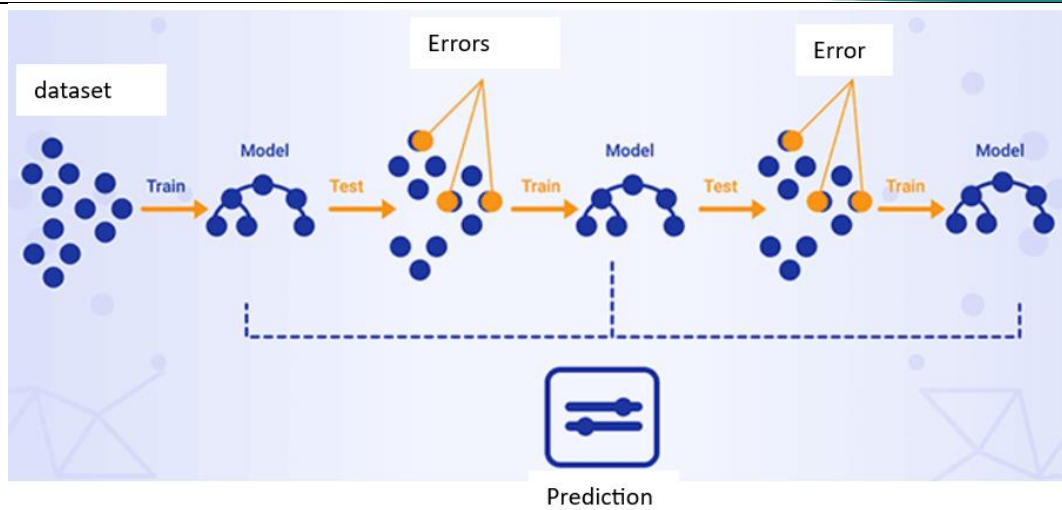 Errors
Error
dataset
Model
Model
Model
Train
Test
Train
Test
Train
Prediction